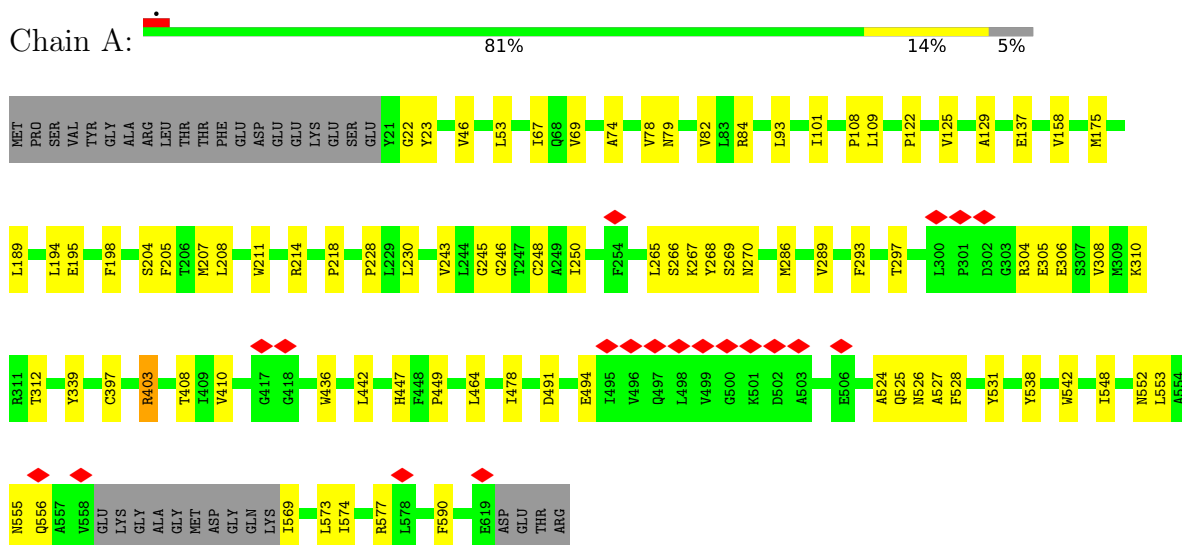 Chain A:
81% 14% 5%
MET PRO SER VAL TYR GLY ALA ARG LEU THR THR PHE GLU ASP GLU GLU LYS GLU SER GLU Y21 G22 Y23 V46 L53 I67 Q68 V69 A74 V78 N79 V82 L83 R84 L93 I101 P108 L109 P122 V125 A129 E137 V158 M175
L189 L194 E195 F198 S204 F205 T206 M207 L208 W211 R214 P218 P228 L229 L230 V243 L244 G245 G246 T247 C248 A249 I250 F254 L265 S266 K267 Y268 S269 N270 M286 V289 F293 T297 L300 P301 D302 G303 R304 E305 E306 S307 V308 M309 K310
R311 T312 Y339 C397 R403 T408 I409 V410 G417 G418 W436 L442 H447 F448 P449 L464 I478 D491 E494 I495 V496 Q497 L498 V499 G500 K501 D502 A503 E506 A524 Q525 N526 A527 F528 Y531 Y538 W542 I548 N552 L553 A554
N555 Q556 A557 V558 GLU LYS GLY ALA GLY MET ASP GLY GLN LYS I569 L573 I574 R577 L578 F590 E619 ASP GLU THR ARG